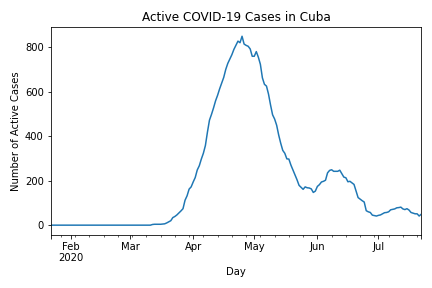 Active COVID-19 Cases in Cuba
Number of Active Cases
800
600
400
200
0
Feb
2020
Mar
Apr
May
Jun
Jul
Day